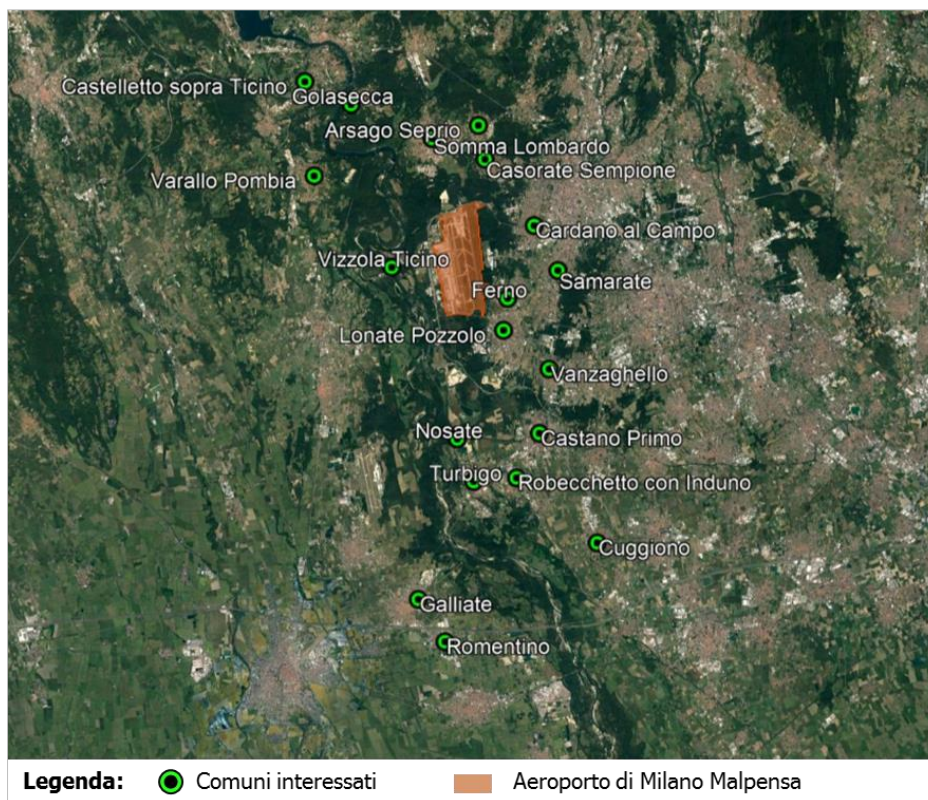 Castelletto sopra Ticino
Golasecca
Arsago Seprio
Somma Lombardo
Casorate Sempione
Varallo Pombia
Cardano al Campo
Vizzola Ticino
Samarate
Ferno
Lonate Pozzolo
Vanzaghello
Nosate
Castano Primo
Turbigo
Robecchetto con Induno
Cuggiono
Galliate
Romentino
Legenda: Comuni interessati Aeroporto di Milano Malpensa